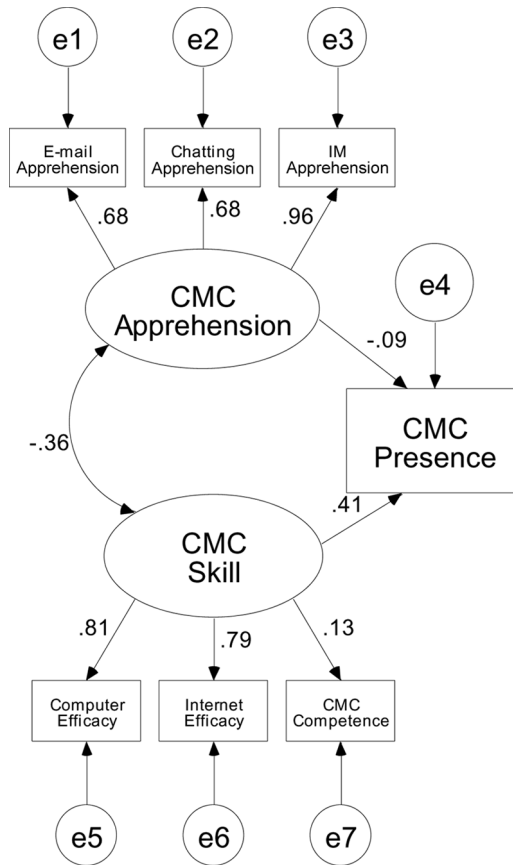 e1
e2
e3
E-mail
Apprehension
Chatting
Apprehension
IM
Apprehension
.68
.68
.96
CMC
Apprehension
e4
-.09
CMC
Presence
-.36
.41
CMC
Skill
.81
.79
.13
Computer
Efficacy
Internet
Efficacy
CMC
Competence
e5
e6
e7